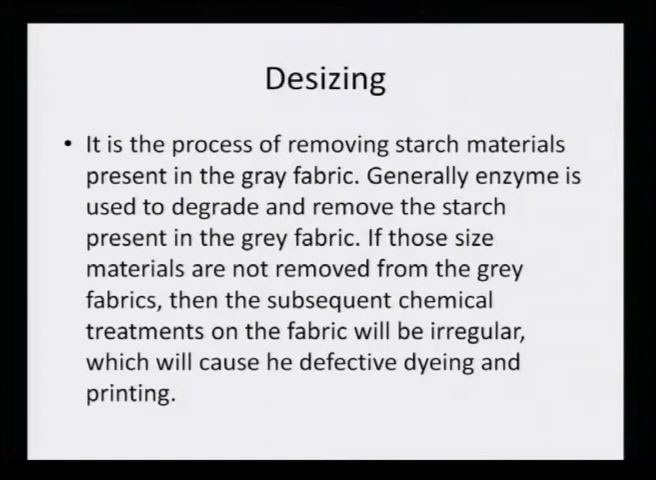 Desizing
• It is the process of removing starch materials
present in the gray fabric. Generally enzyme is
used to degrade and remove the starch
present in the grey fabric. If those size
materials are not removed from the grey
fabrics, then the subsequent chemical
treatments on the fabric will be irregular,
which will cause he defective dyeing and
printing.